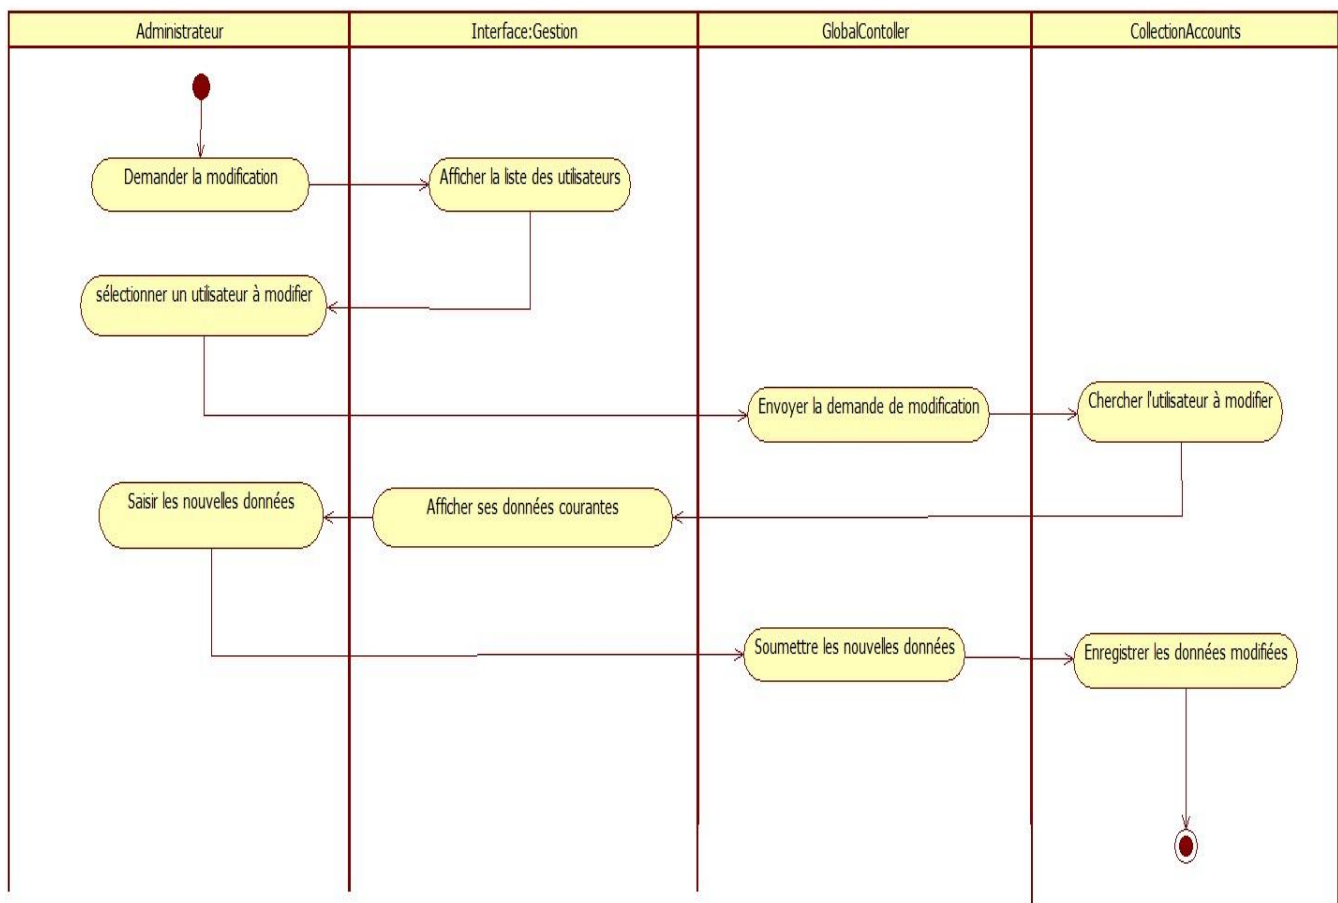 Administrateur
Interface:Gestion
GlobalContoller
CollectionAccounts
Demander la modification
Afficher la liste des utilisateurs
sélectionner un utilisateur à modifier
Envoyer la demande de modification
Chercher l'utilisateur à modifier
Saisir les nouvelles données
Afficher ses données courantes
Soumettre les nouvelles données
Enregistrer les données modifiées